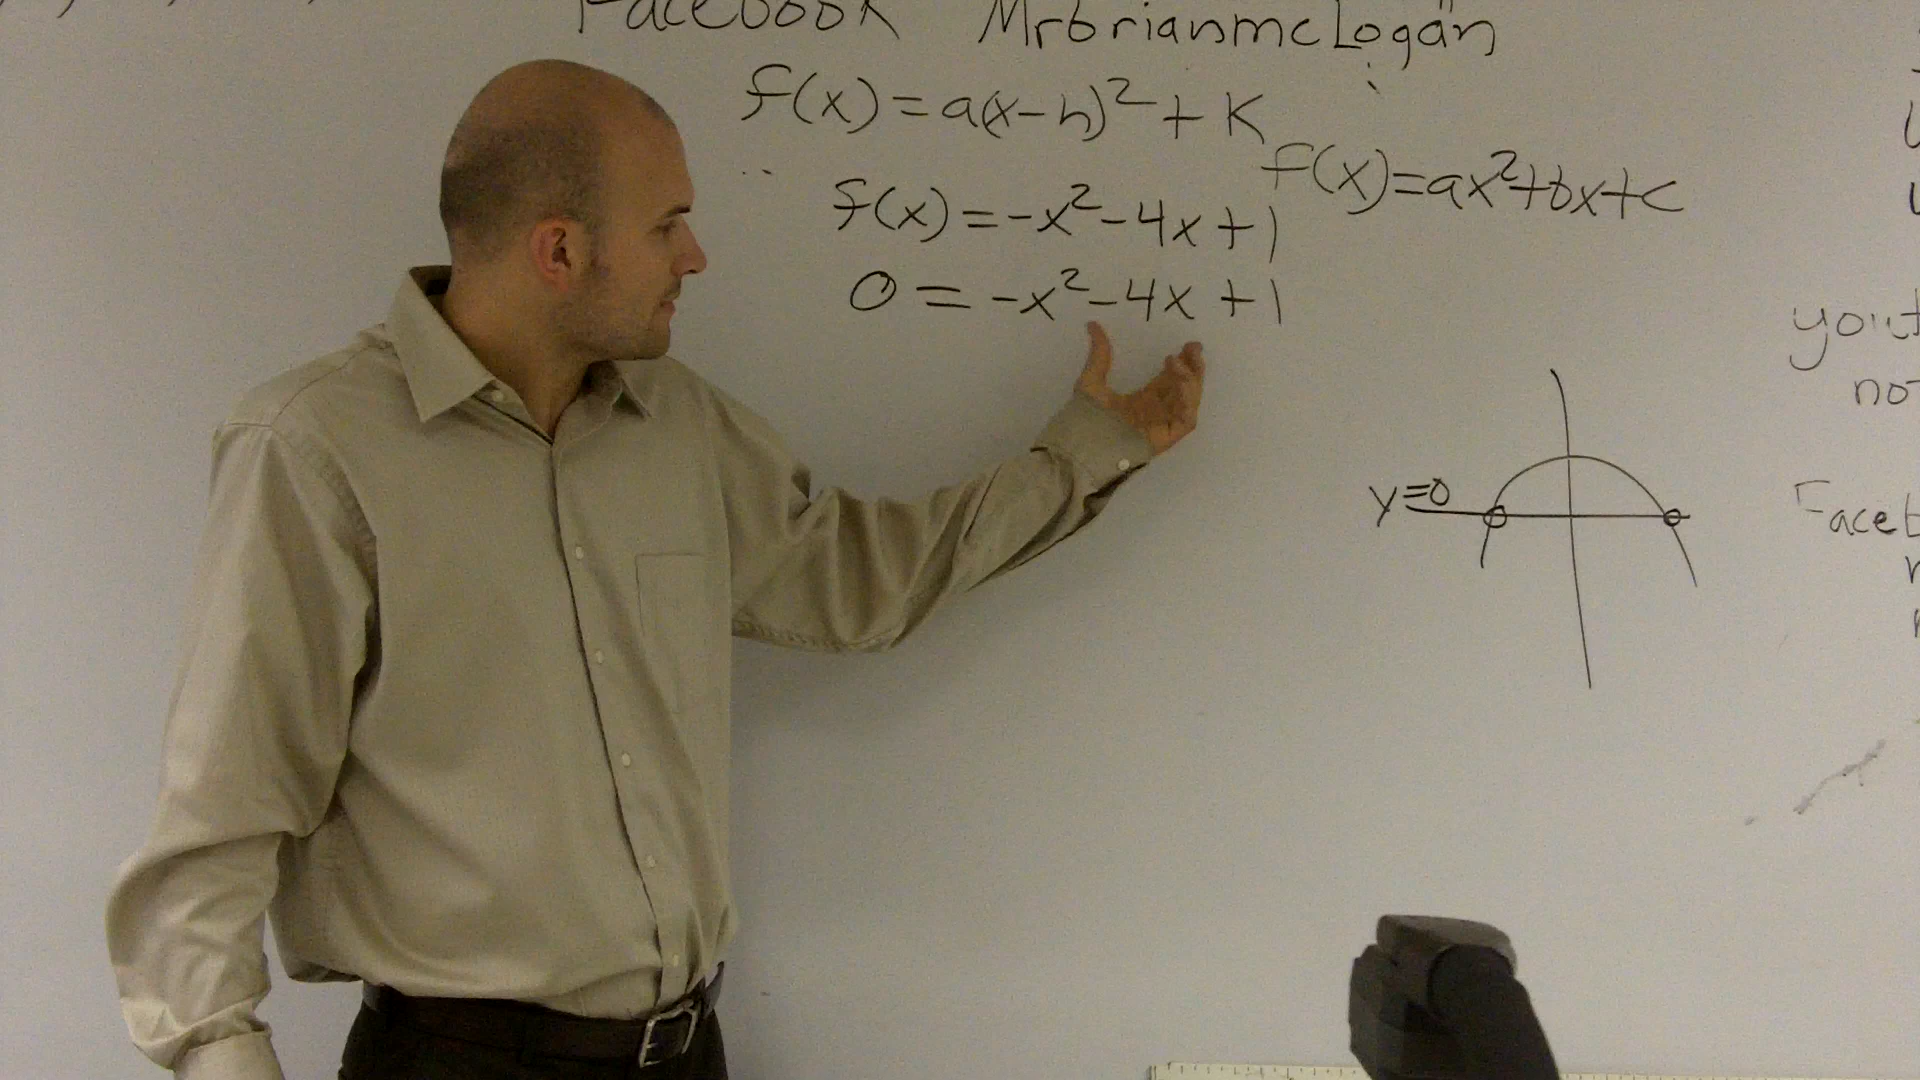 Facebook MrbrianmcLogan
f(x)=a(x-h)²+K
f(x)=ax²+bx+c
f(x)=-x²-4x+1
0=-x²-4x+1
y=0